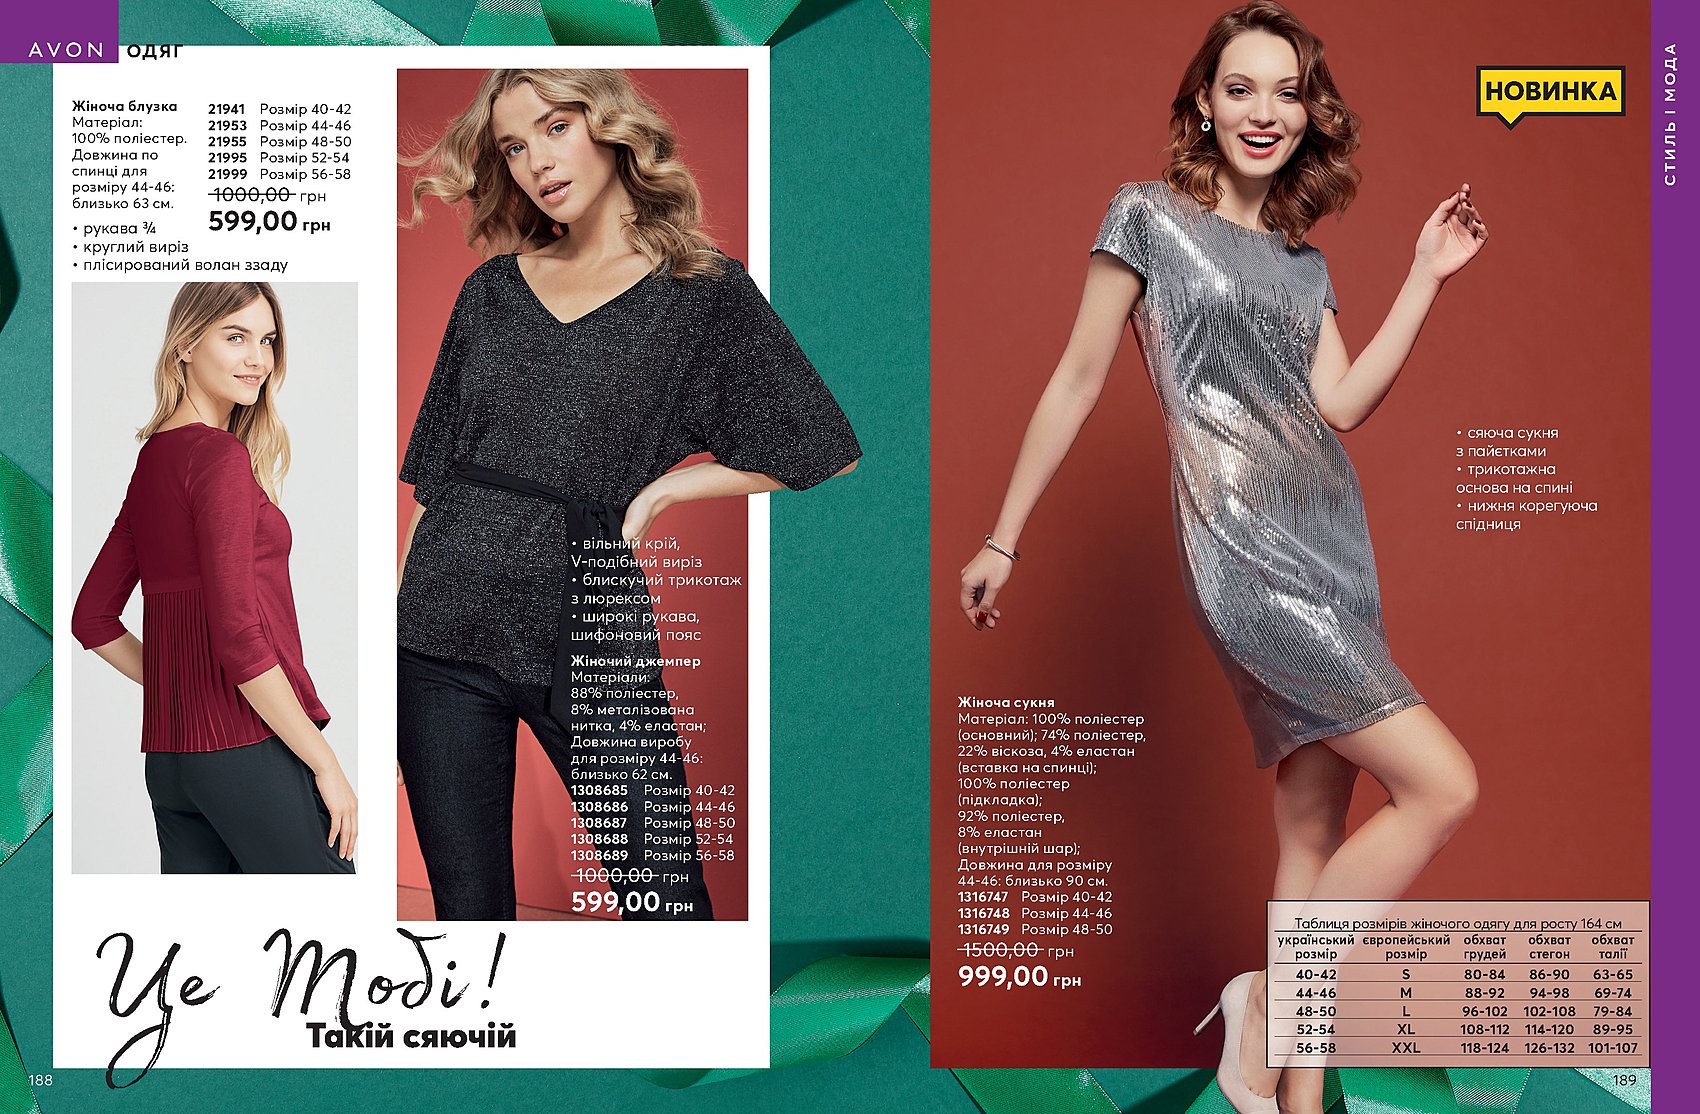 AVON ОДЯГ
Жіноча блузка
Матеріал:
100% поліестер.
Довжина по
спинці для
розміру 44-46:
близько 63 см.
• рукава ¾
• круглий виріз
• плісирований волан ззаду
21941 Розмір 40-42
21953 Розмір 44-46
21955 Розмір 48-50
21995 Розмір 52-54
21999 Розмір 56-58
1000,00 грн
599,00 грн
• вільний крій,
V-подібний виріз
• блискучий трикотаж
з люрексом
• широкі рукава,
шифоновий пояс
Жіночий джемпер
Матеріали:
88% поліестер,
8% металізована
нитка, 4% еластан;
Довжина виробу
для розміру 44-46:
близько 62 см.
1308685 Розмір 40-42
1308686 Розмір 44-46
1308687 Розмір 48-50
1308688 Розмір 52-54
1308689 Розмір 56-58
1000,00 грн
599,00 грн
Це Тобі!
Такій сяючій
188
НОВИНКА
СТИЛЬ І МОДА
• сяюча сукня
з пайєтками
• трикотажна
основа на спині
• нижня корегуюча
спідниця
Жіноча сукня
Матеріал: 100% поліестер
(основний); 74% поліестер,
22% віскоза, 4% еластан
(вставка на спинці);
100% поліестер
(підкладка);
92% поліестер,
8% еластан
(внутрішній шар);
Довжина для розміру
44-46: близько 90 см.
1316747 Розмір 40-42
1316748 Розмір 44-46
1316749 Розмір 48-50
1500,00 грн
999,00 грн
Таблиця розмірів жіночого одягу для росту 164 см
український європейський обхват обхват обхват
розмір розмір грудей стегон талії
40-42 S 80-84 86-90 63-65
44-46 M 88-92 94-98 69-74
48-50 L 96-102 102-108 79-84
52-54 XL 108-112 114-120 89-95
56-58 XXL 118-124 126-132 101-107
189